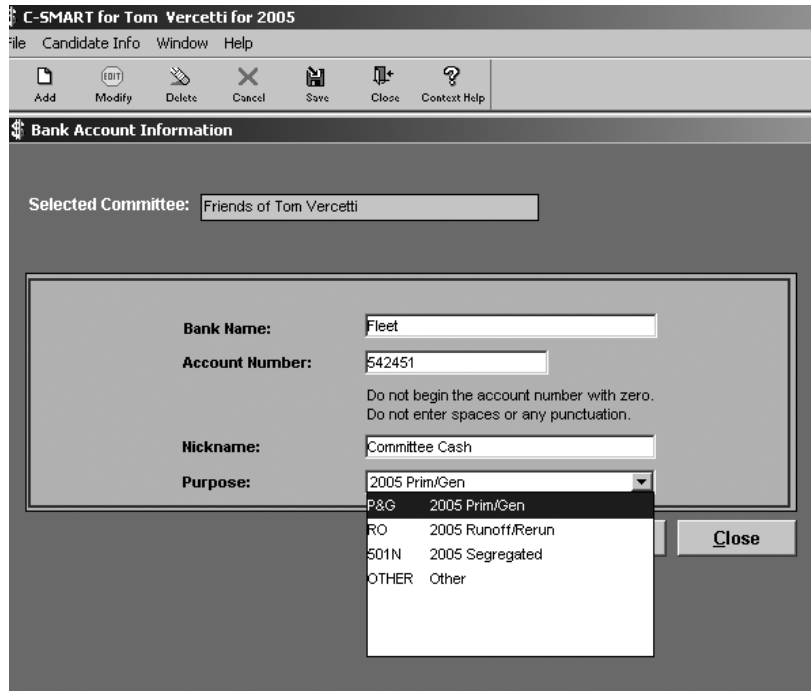 C-SMART for Tom Vercetti for 2005
File Candidate Info Window Help
EDIT
Add Modify Delete Cancel Save Close Context Help
Bank Account Information
Selected Committee: Friends of Tom Vercetti
Bank Name: Fleet
Account Number: 542451
Do not begin the account number with zero.
Do not enter spaces or any punctuation.
Nickname: Committee Cash
Purpose: 2005 Prim/Gen
P&G 2005 Prim/Gen
RO 2005 Runoff/Rerun
501N 2005 Segregated
OTHER Other
Close